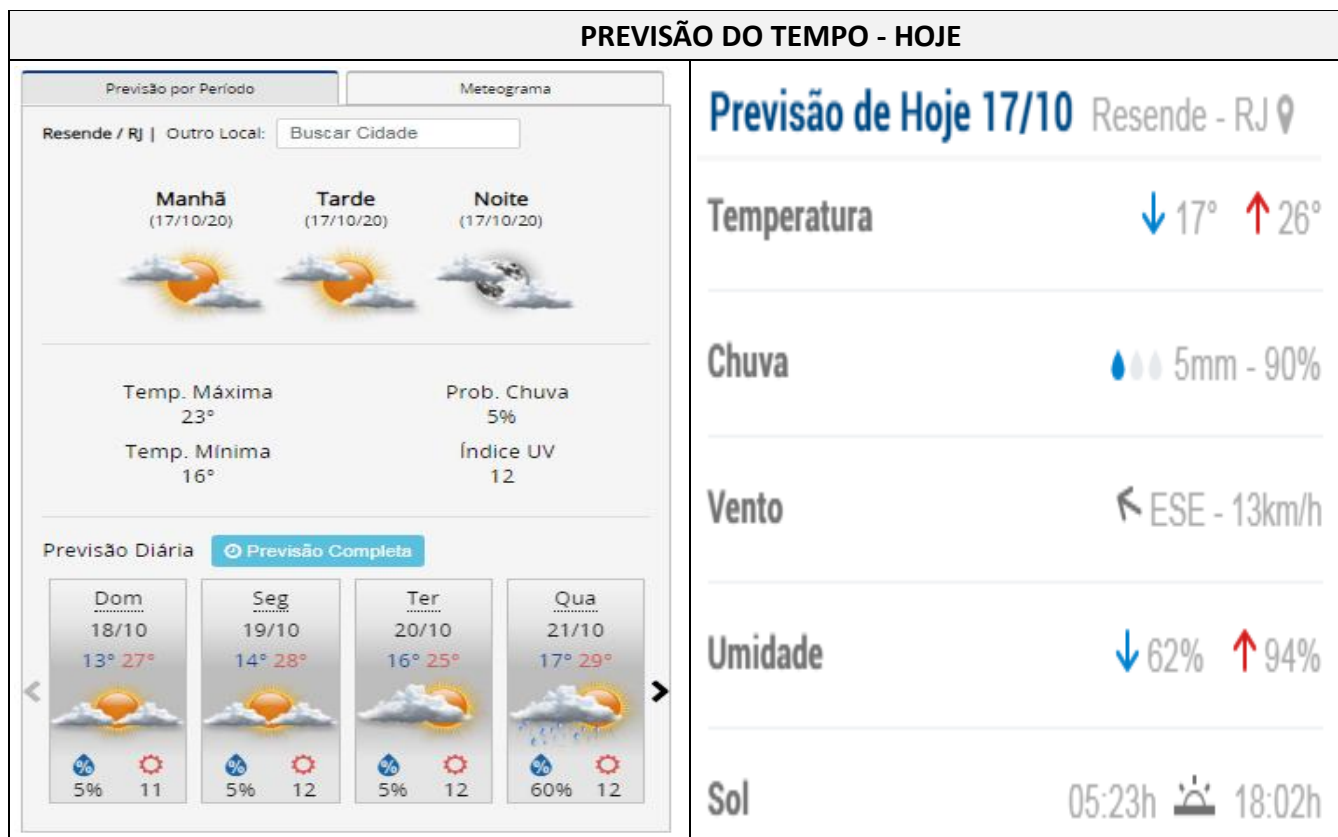 PREVISÃO DO TEMPO - HOJE
Previsão por Período
Meteograma
Resende / RJ | Outro Local: Buscar Cidade
Manhã Tarde Noite
(17/10/20) (17/10/20) (17/10/20)
Temp. Máxima Prob. Chuva
23° 5%
Temp. Mínima Índice UV
16° 12
Previsão Diária Previsão Completa
Dom Seg Ter Qua
18/10 19/10 20/10 21/10
13° 27° 14° 28° 16° 25° 17° 29°
% % % %
5% 11 5% 12 5% 12 60% 12
Previsão de Hoje 17/10 Resende - RJ
Temperatura 17° 26°
Chuva 5mm - 90%
Vento ESE - 13km/h
Umidade 62% 94%
Sol 05:23h 18:02h